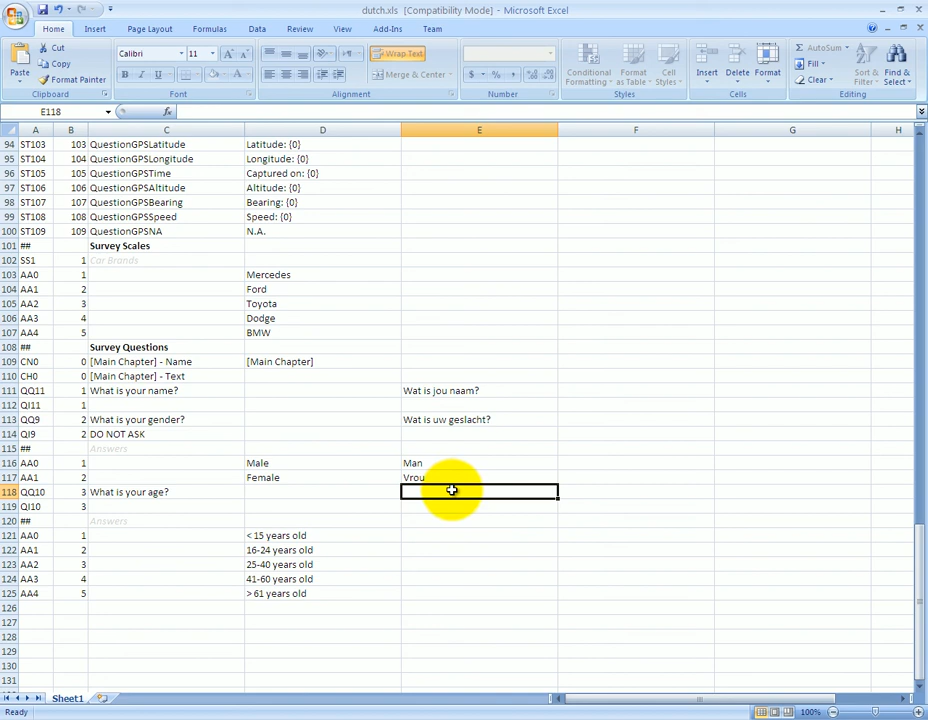 dutch.xls [Compatibility Mode] - Microsoft Excel
Home Insert Page Layout Formulas Data Review View Add-Ins Team
Cut Calibri 11 Wrap Text AutoSum
Copy Fill
Paste Format Painter B I U Merge & Center $ % , Conditional Formatting Format as Table Cell Styles Insert Delete Format Clear Sort & Filter Find & Select
Clipboard Font Alignment Number Styles Cells Editing
E118 fx
A B C D E F G H
94 ST103 103 QuestionGPSLatitude Latitude: {0}
95 ST104 104 QuestionGPSLongitude Longitude: {0}
96 ST105 105 QuestionGPSTime Captured on: {0}
97 ST106 106 QuestionGPSAltitude Altitude: {0}
98 ST107 107 QuestionGPSBearing Bearing: {0}
99 ST108 108 QuestionGPSSpeed Speed: {0}
100 ST109 109 QuestionGPSNA N.A.
101 ## Survey Scales
102 SS1 1 Car Brands
103 AA0 1 Mercedes
104 AA1 2 Ford
105 AA2 3 Toyota
106 AA3 4 Dodge
107 AA4 5 BMW
108 ## Survey Questions
109 CN0 0 [Main Chapter] - Name [Main Chapter]
110 CH0 0 [Main Chapter] - Text
111 QQ11 1 What is your name? Wat is jou naam?
112 QI11 1
113 QQ9 2 What is your gender? Wat is uw geslacht?
114 QI9 2 DO NOT ASK
115 ## Answers
116 AA0 1 Male Man
117 AA1 2 Female Vrou
118 QQ10 3 What is your age?
119 QI10 3
120 ## Answers
121 AA0 1 < 15 years old
122 AA1 2 16-24 years old
123 AA2 3 25-40 years old
124 AA3 4 41-60 years old
125 AA4 5 > 61 years old
126
127
128
129
130
131
Sheet1
Ready 100%